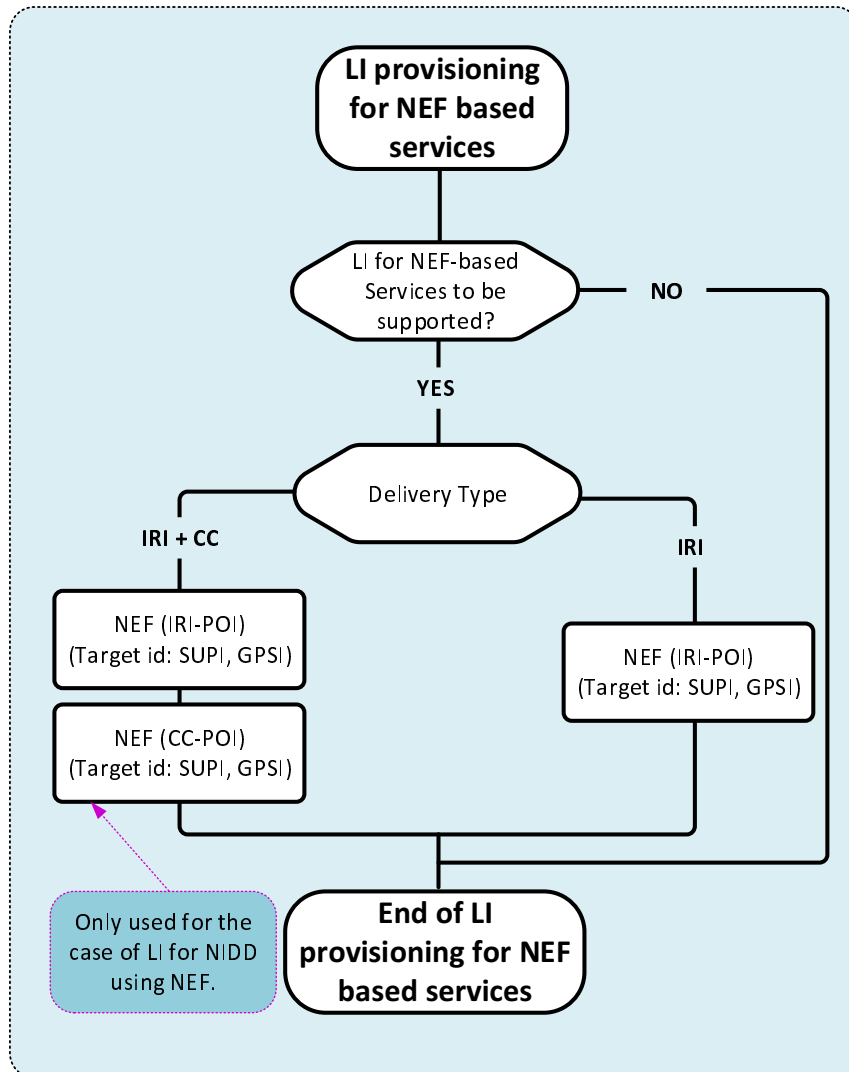 LI provisioning
for NEF based
services
LI for NEF-based
Services to be
supported?
NO
YES
Delivery Type
IRI + CC
IRI
NEF (IRI-POI)
(Target id: SUPI, GPSI)
NEF (IRI-POI)
(Target id: SUPI, GPSI)
NEF (CC-POI)
(Target id: SUPI, GPSI)
Only used for the
case of LI for NIDD
using NEF.
End of LI
provisioning for NEF
based services